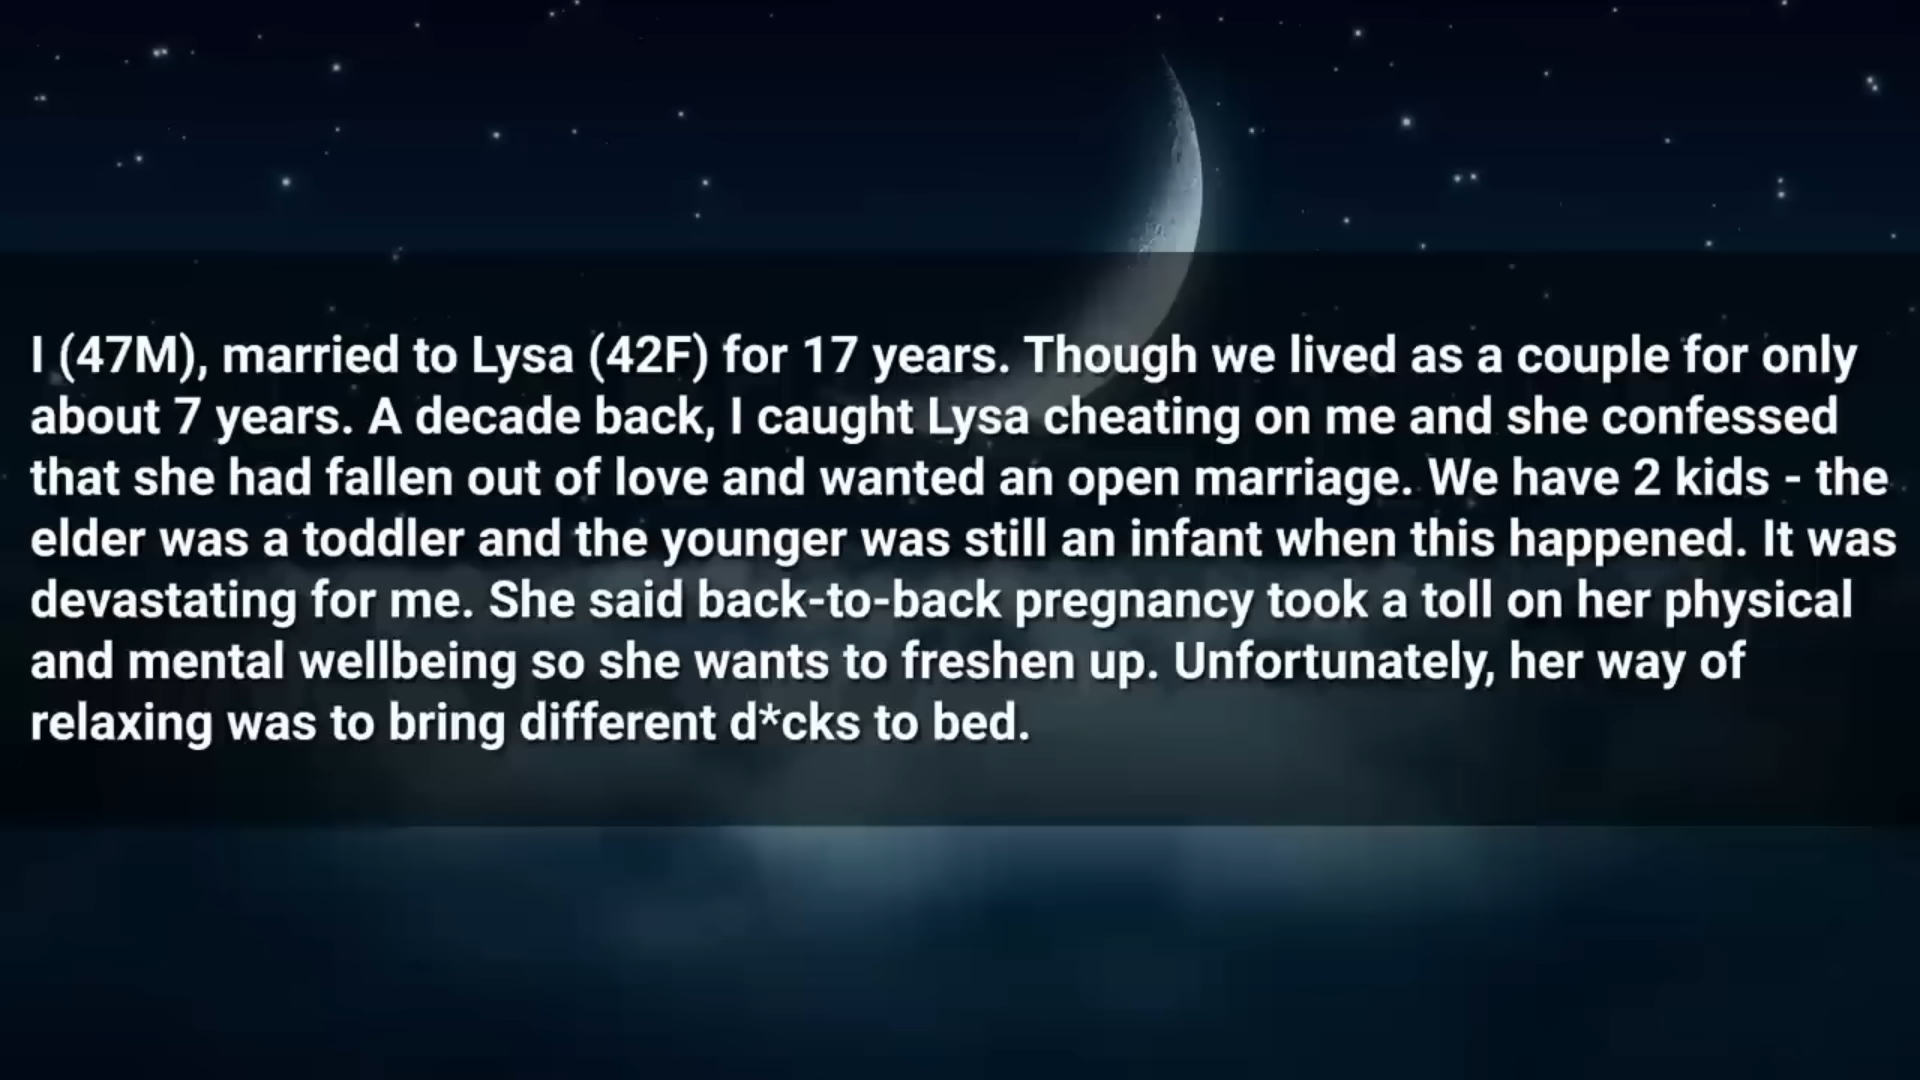 I (47M), married to Lysa (42F) for 17 years. Though we lived as a couple for only
about 7 years. A decade back, I caught Lysa cheating on me and she confessed
that she had fallen out of love and wanted an open marriage. We have 2 kids - the
elder was a toddler and the younger was still an infant when this happened. It was
devastating for me. She said back-to-back pregnancy took a toll on her physical
and mental wellbeing so she wants to freshen up. Unfortunately, her way of
relaxing was to bring different d*cks to bed.